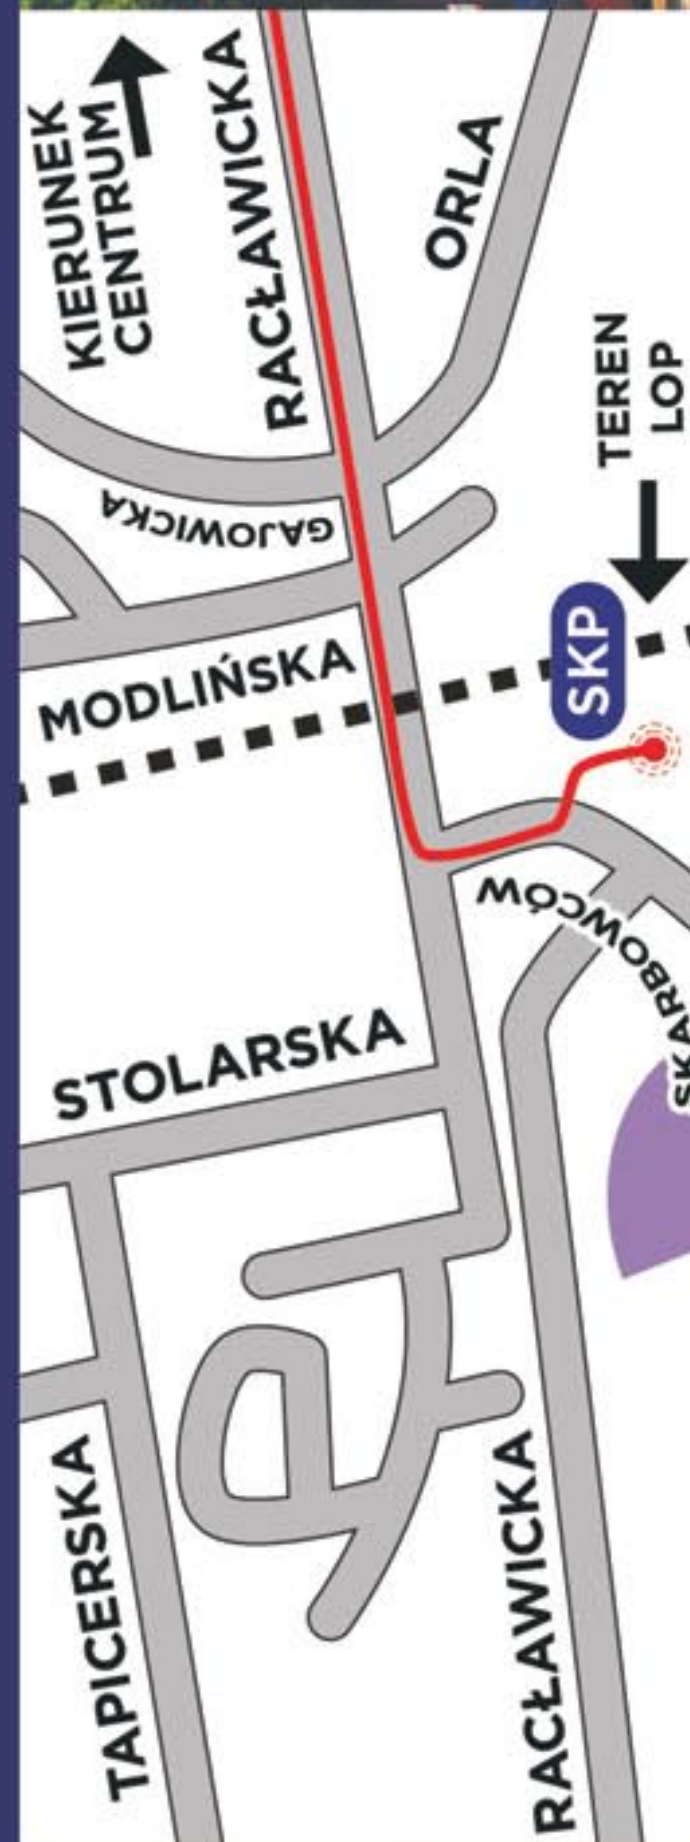 KIERUNEK
CENTRUM
RACŁAWICKA
ORLA
TEREN
LOP
GAJOWICKA
SKP
MODLIŃSKA
SKARBOWCÓW
STOLARSKA
TAPICERSKA
RACŁAWICKA